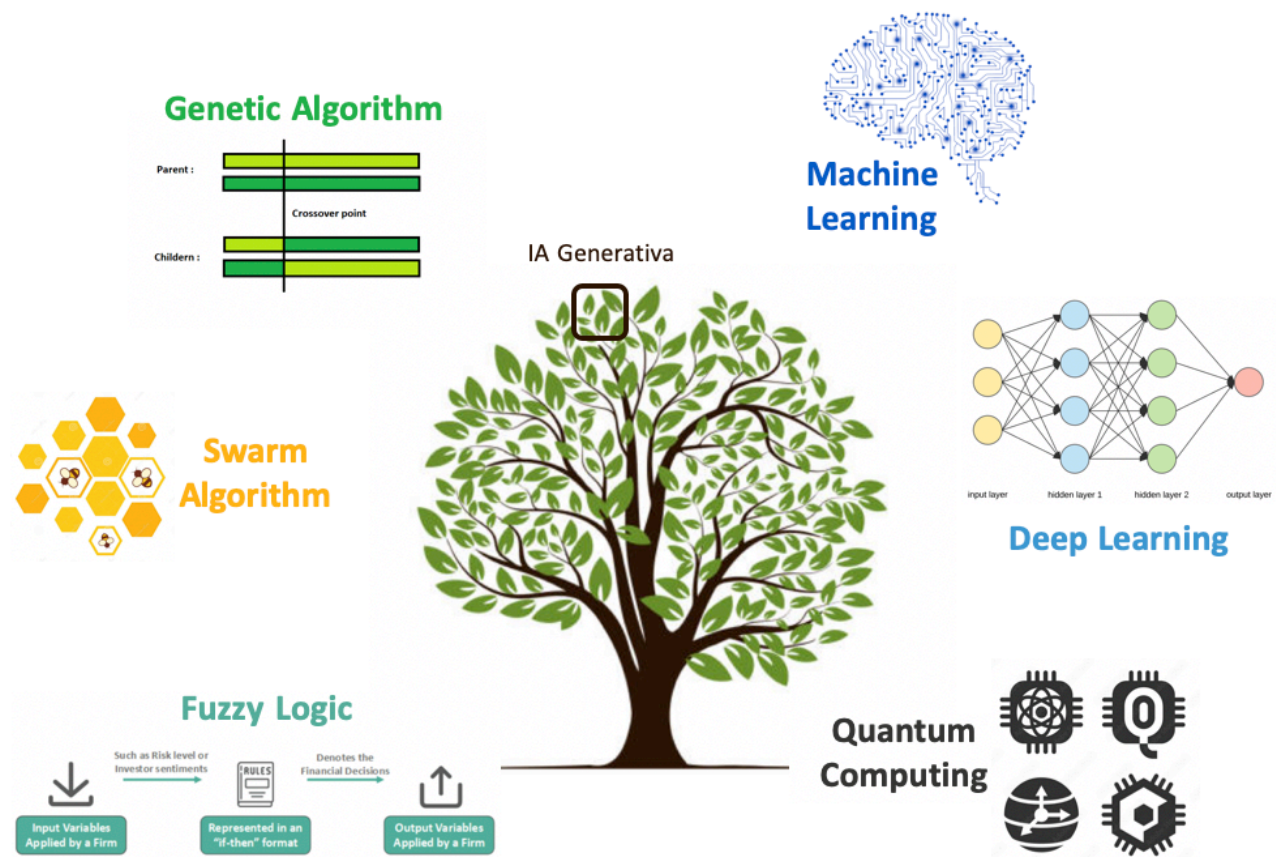 Genetic Algorithm
Parent :
Crossover point
Childern :
Machine
Learning
IA Generativa
Swarm
Algorithm
input layer
hidden layer 1
hidden layer 2
output layer
Deep Learning
Fuzzy Logic
Such as Risk level or
Investor sentiments
Denotes the
Financial Decisions
RULES
Input Variables
Applied by a Firm
Represented in an
"if-then" format
Output Variables
Applied by a Firm
Quantum
Computing
Q